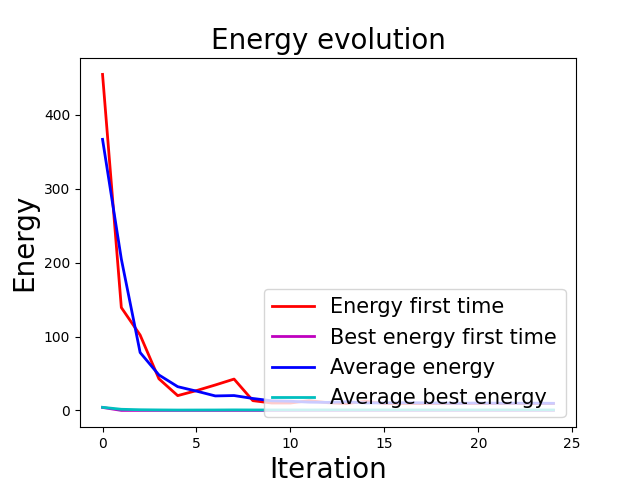 Energy evolution
Energy
400
300
200
100
0
Energy first time
Best energy first time
Average energy
Average best energy
0 5 10 15 20 25
Iteration